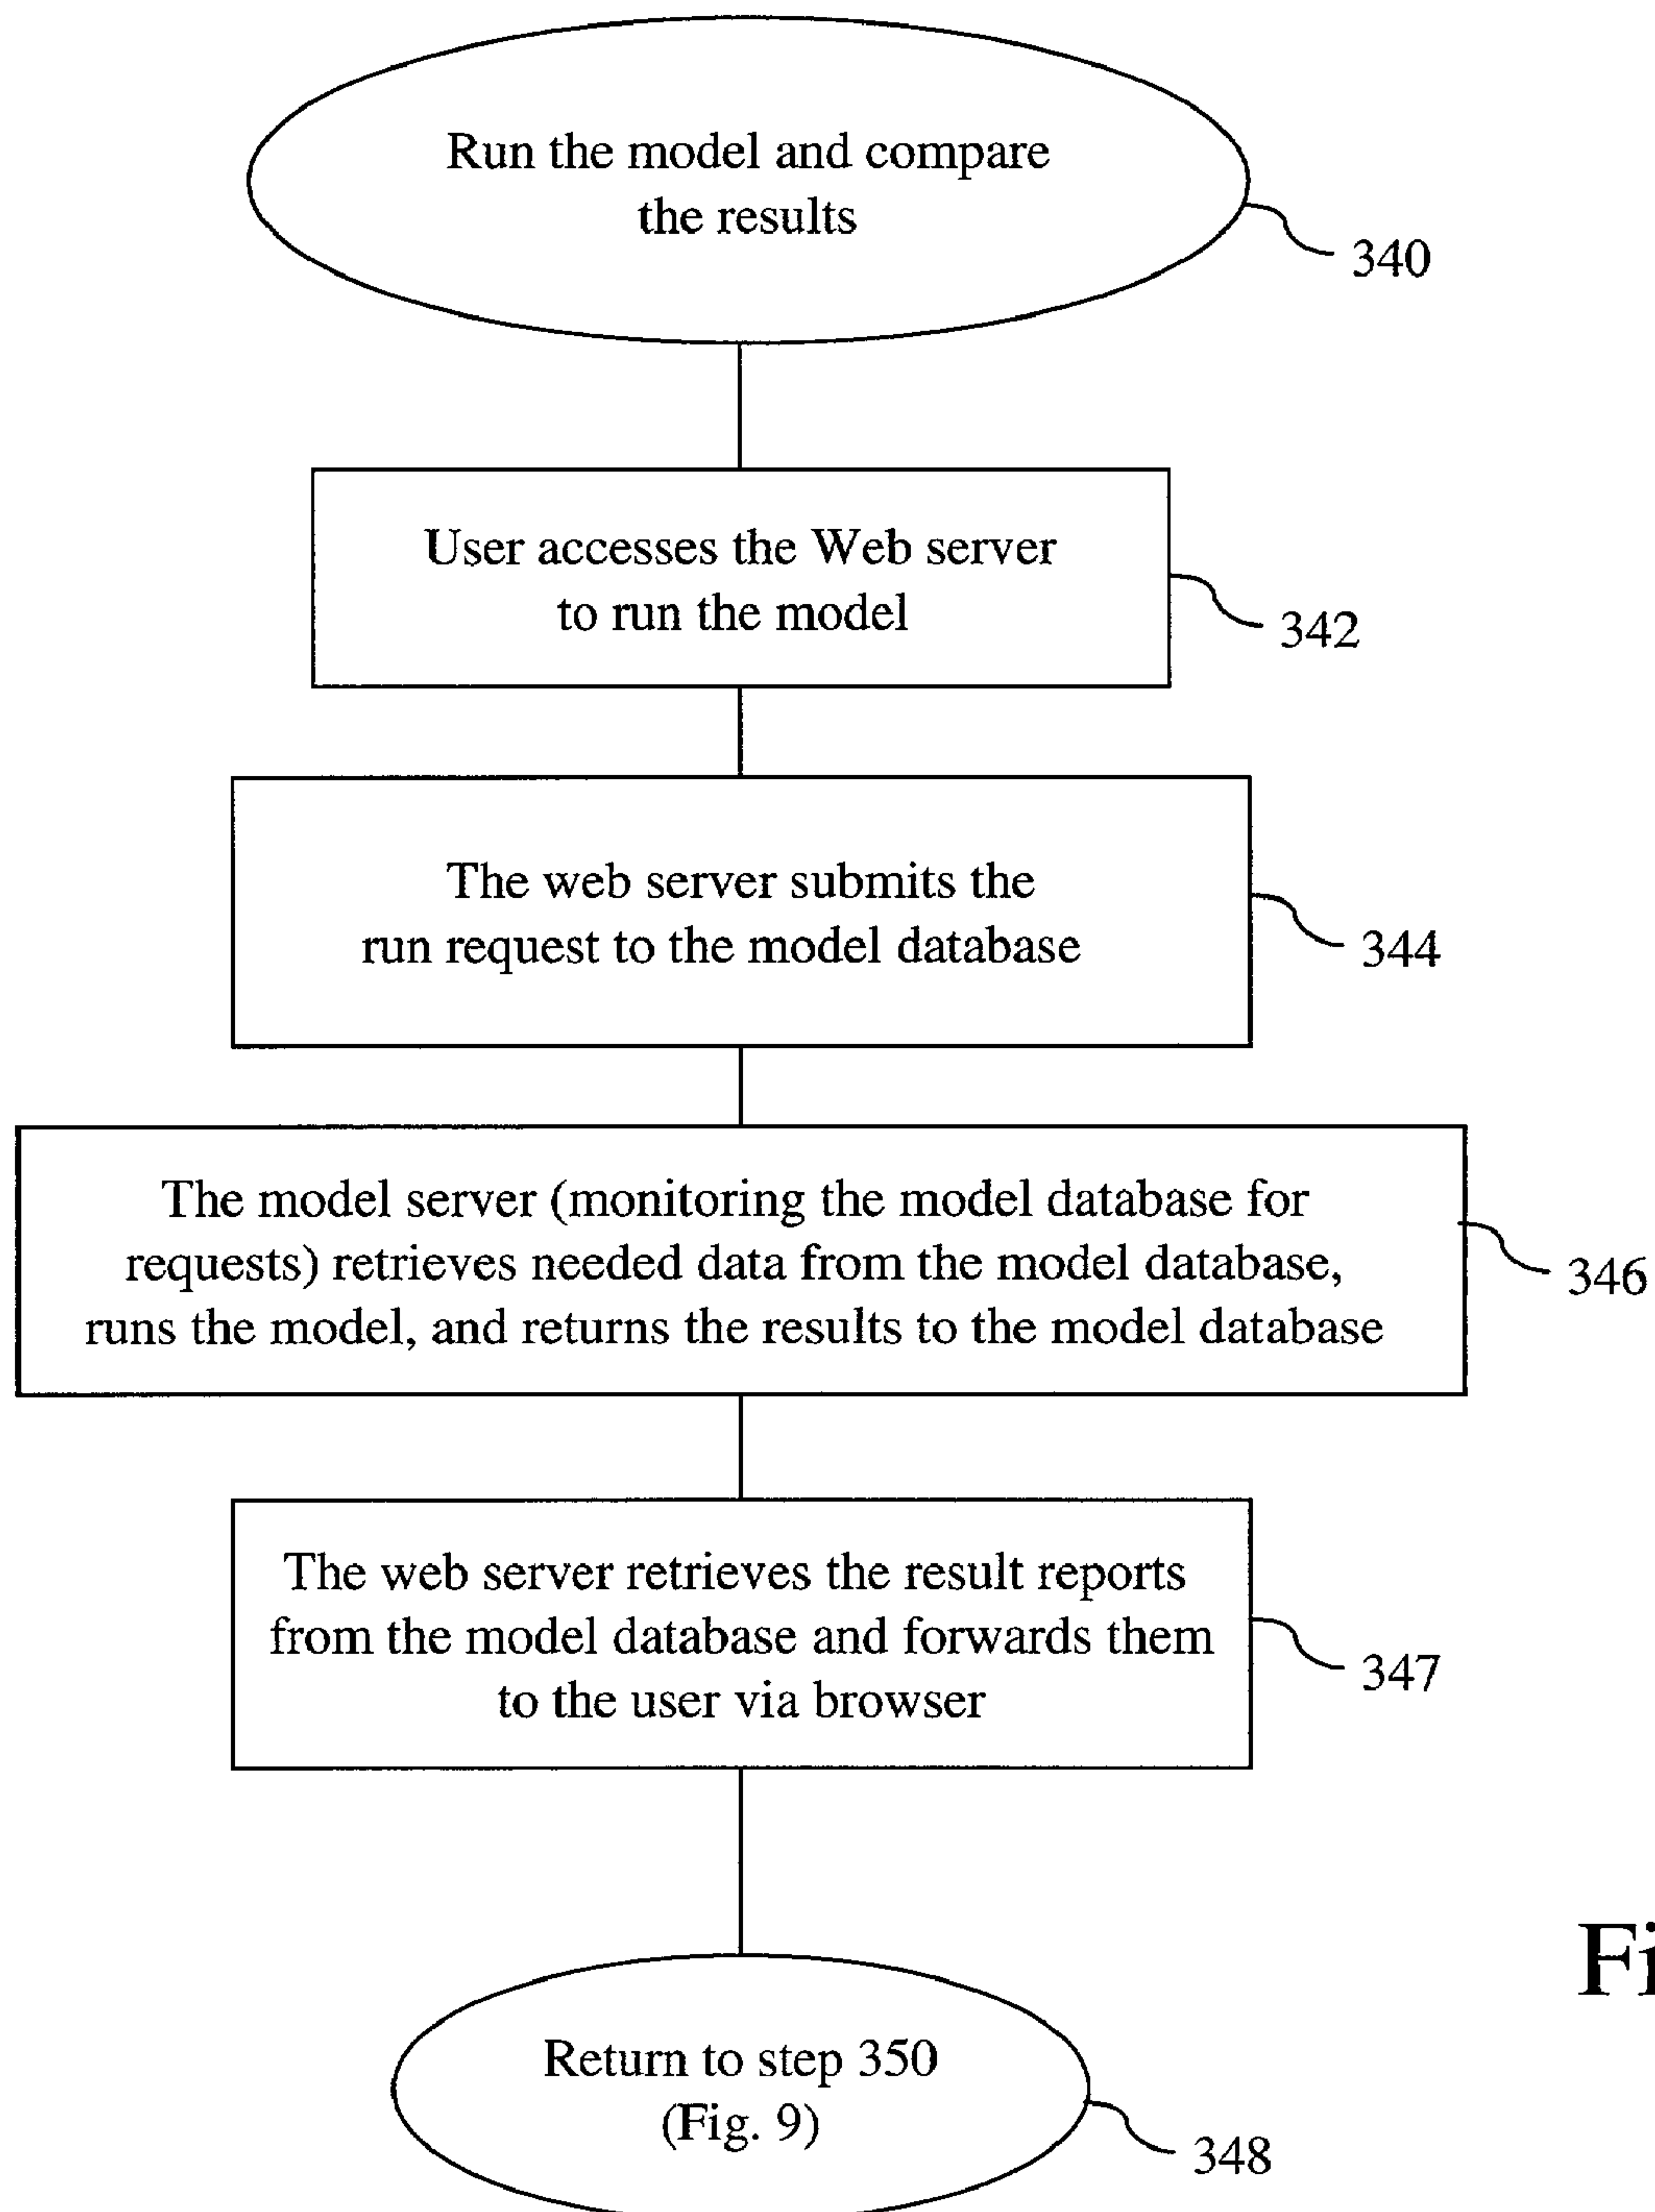 Run the model and compare
the results
340
User accesses the Web server
to run the model
342
The web server submits the
run request to the model database
344
The model server (monitoring the model database for
requests) retrieves needed data from the model database,
runs the model, and returns the results to the model database
346
The web server retrieves the result reports
from the model database and forwards them
to the user via browser
347
Return to step 350
(Fig. 9)
348